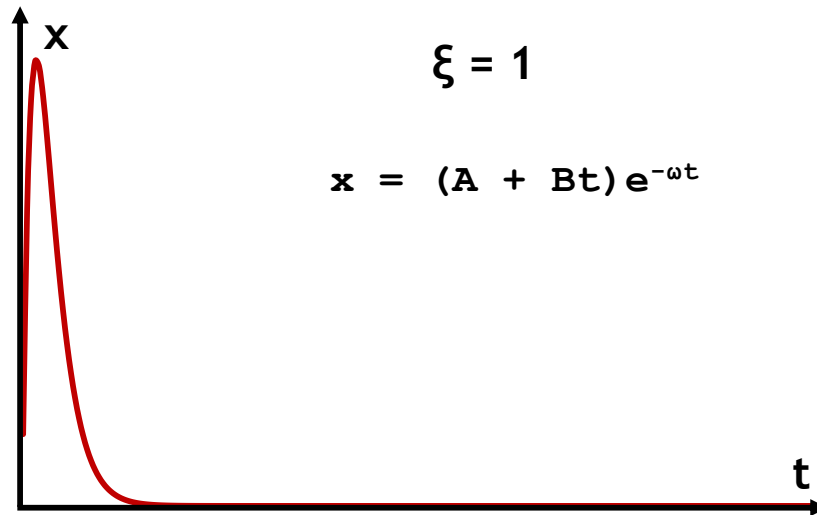 x
ξ = 1
x = (A + Bt)e^-ωt
t